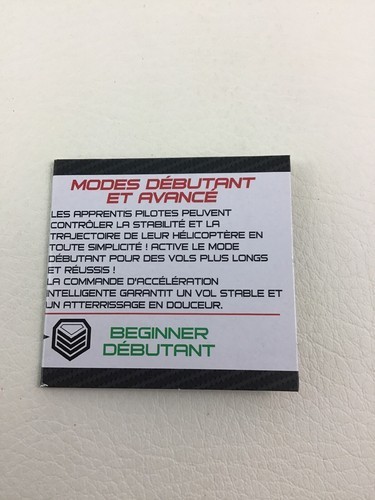 MODES DÉBUTANT
ET AVANCÉ
LES APPRENTIS PILOTES PEUVENT
CONTRÔLER LA STABILITÉ ET LA
TRAJECTOIRE DE LEUR HÉLICOPTÈRE EN
TOUTE SIMPLICITÉ ! ACTIVE LE MODE
DÉBUTANT POUR DES VOLS PLUS LONGS
ET RÉUSSIS !
LA COMMANDE D'ACCÉLÉRATION
INTELLIGENTE GARANTIT UN VOL STABLE ET
UN ATTERRISSAGE EN DOUCEUR.
BEGINNER
DÉBUTANT